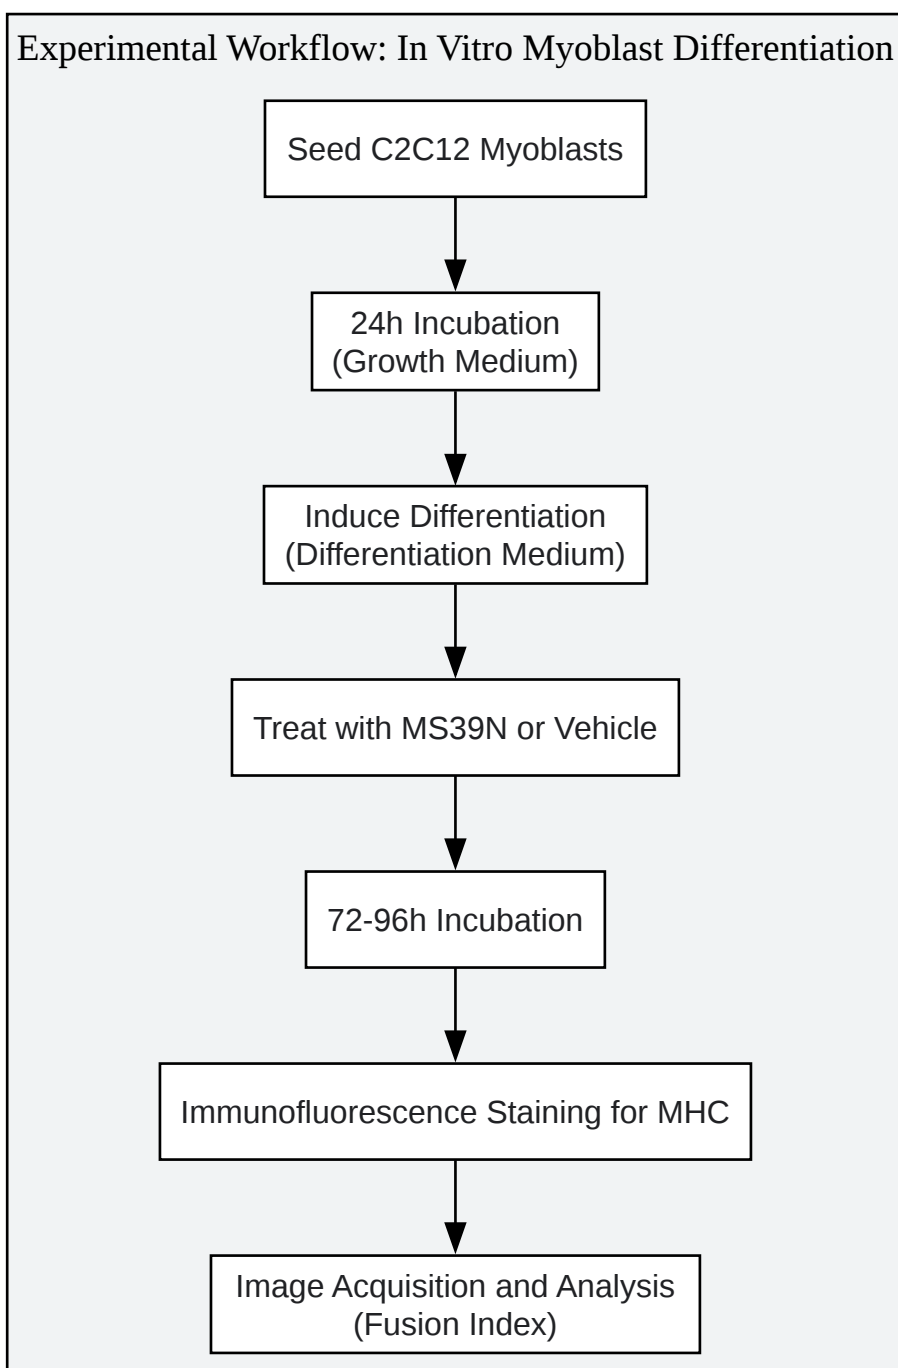 Experimental Workflow: In Vitro Myoblast Differentiation
Seed C2C12 Myoblasts
24h Incubation
(Growth Medium)
Induce Differentiation
(Differentiation Medium)
Treat with MS39N or Vehicle
72-96h Incubation
Immunofluorescence Staining for MHC
Image Acquisition and Analysis
(Fusion Index)